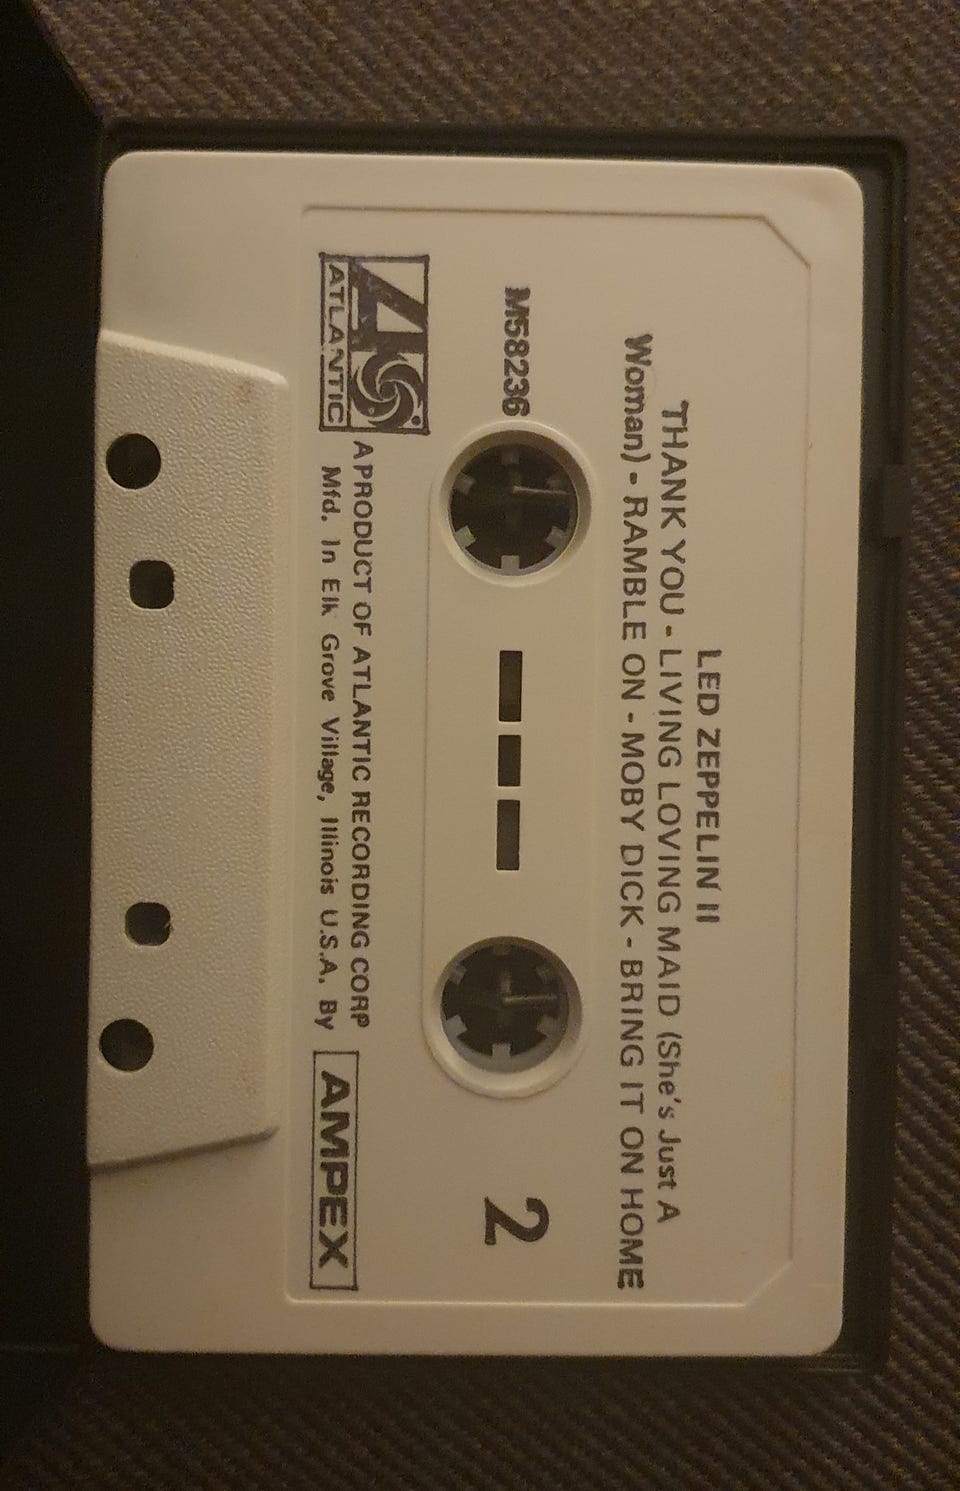 LED ZEPPELIN II
THANK YOU - LIVING LOVING MAID (She's Just A
Woman) - RAMBLE ON - MOBY DICK - BRING IT ON HOME
M58236
2
ATLANTIC
A PRODUCT OF ATLANTIC RECORDING CORP
Mfd. In Elk Grove Village, Illinois U.S.A. By
AMPEX